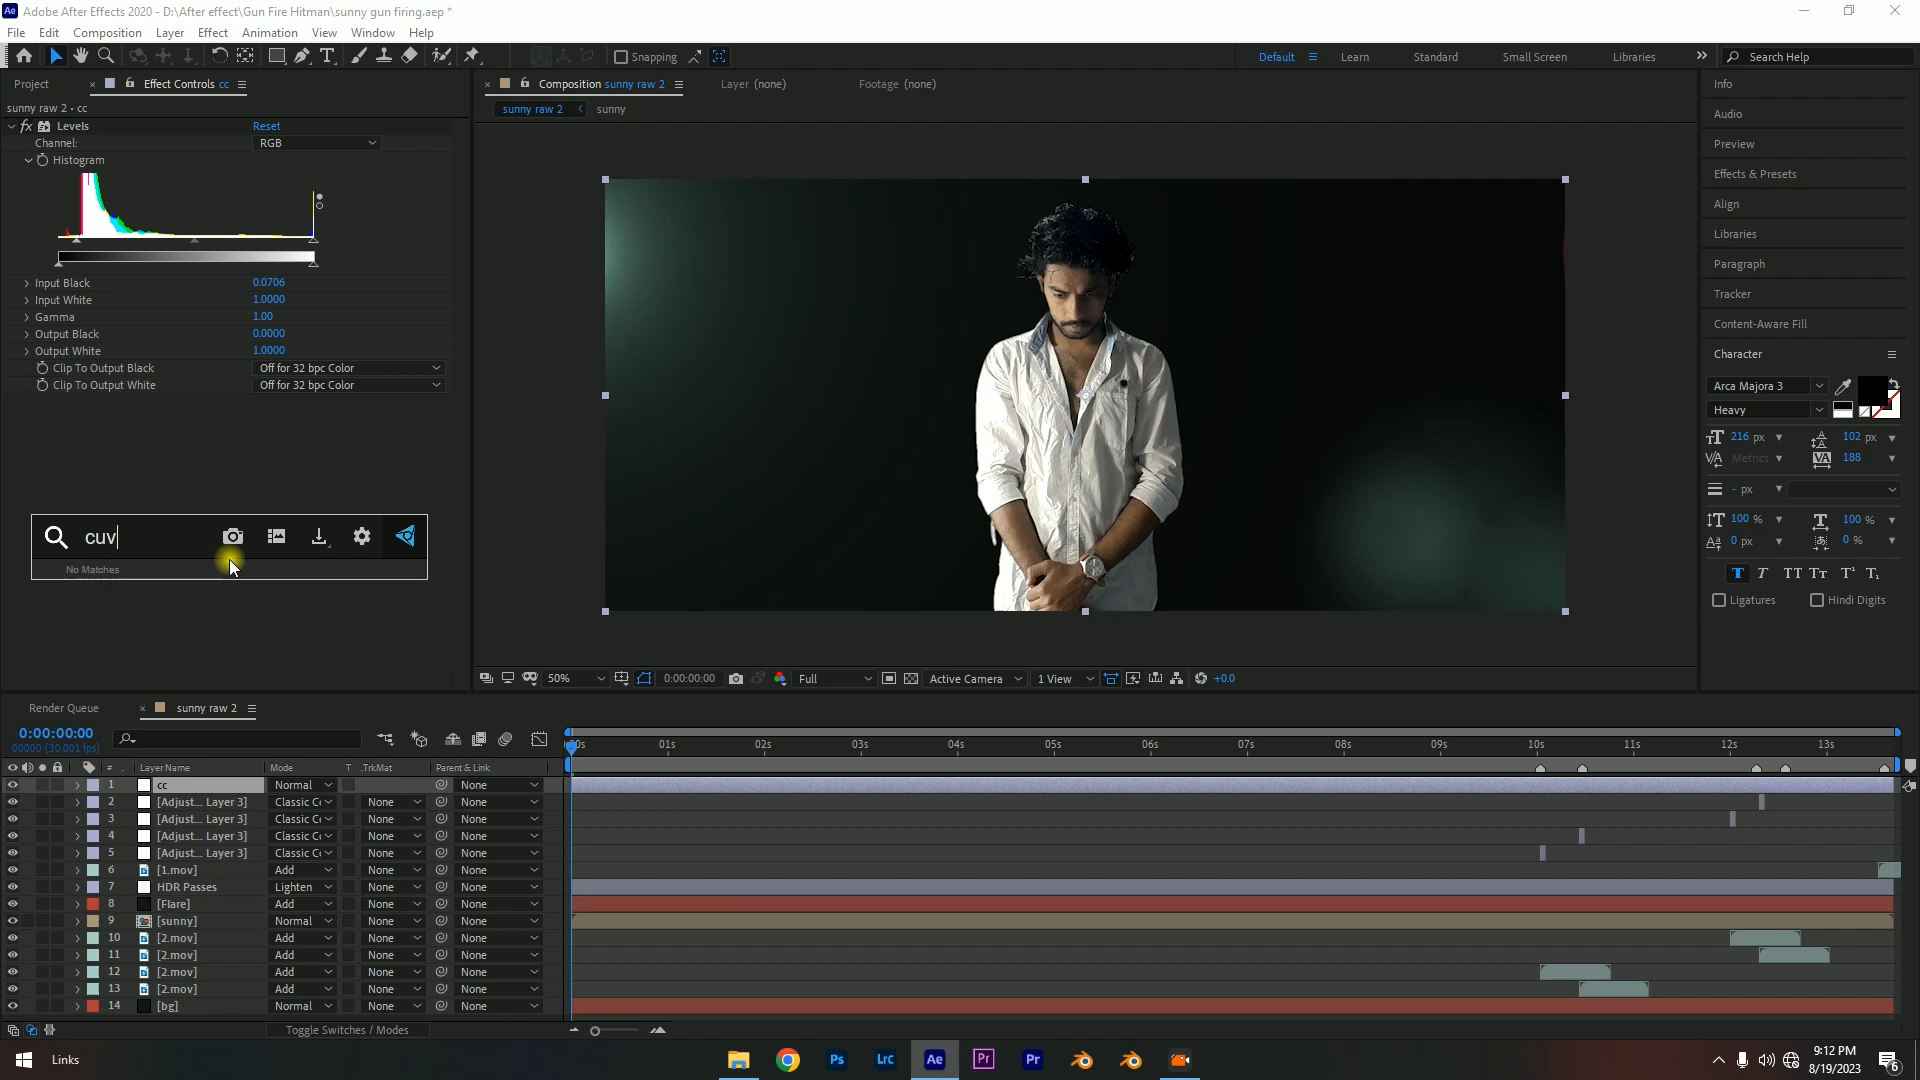 Adobe After Effects 2020 - D:\After effect\Gun Fire Hitman\sunny gun firing.aep *
File Edit Composition Layer Effect Animation View Window Help
Snapping
Default Learn Standard Small Screen Libraries Search Help
Project Effect Controls cc
sunny raw 2 • cc
Levels Reset
Channel: RGB
Histogram
Input Black 0.0706
Input White 1.0000
Gamma 1.00
Output Black 0.0000
Output White 1.0000
Clip To Output Black Off for 32 bpc Color
Clip To Output White Off for 32 bpc Color
cuv
No Matches
Composition sunny raw 2 Layer (none) Footage (none)
sunny raw 2 sunny
50% 0:00:00:00 Full Active Camera 1 View +0.0
Info
Audio
Preview
Effects & Presets
Align
Libraries
Paragraph
Tracker
Content-Aware Fill
Character
Arca Majora 3
Heavy
216 px 102 px
Metrics 188
- px
100 % 100 %
0 px 0 %
Ligatures Hindi Digits
Render Queue sunny raw 2
0:00:00:00
00000 (30.001 fps)
# Layer Name Mode T .TrkMat Parent & Link
01s 02s 03s 04s 05s 06s 07s 08s 09s 10s 11s 12s 13s
1 cc Normal None
2 [Adjust... Layer 3] Classic C None None
3 [Adjust... Layer 3] Classic C None None
4 [Adjust... Layer 3] Classic C None None
5 [Adjust... Layer 3] Classic C None None
6 [1.mov] Add None None
7 HDR Passes Lighten None None
8 [Flare] Add None None
9 [sunny] Normal None None
10 [2.mov] Add None None
11 [2.mov] Add None None
12 [2.mov] Add None None
13 [2.mov] Add None None
14 [bg] Normal None None
Toggle Switches / Modes
Links
9:12 PM
8/19/2023
6